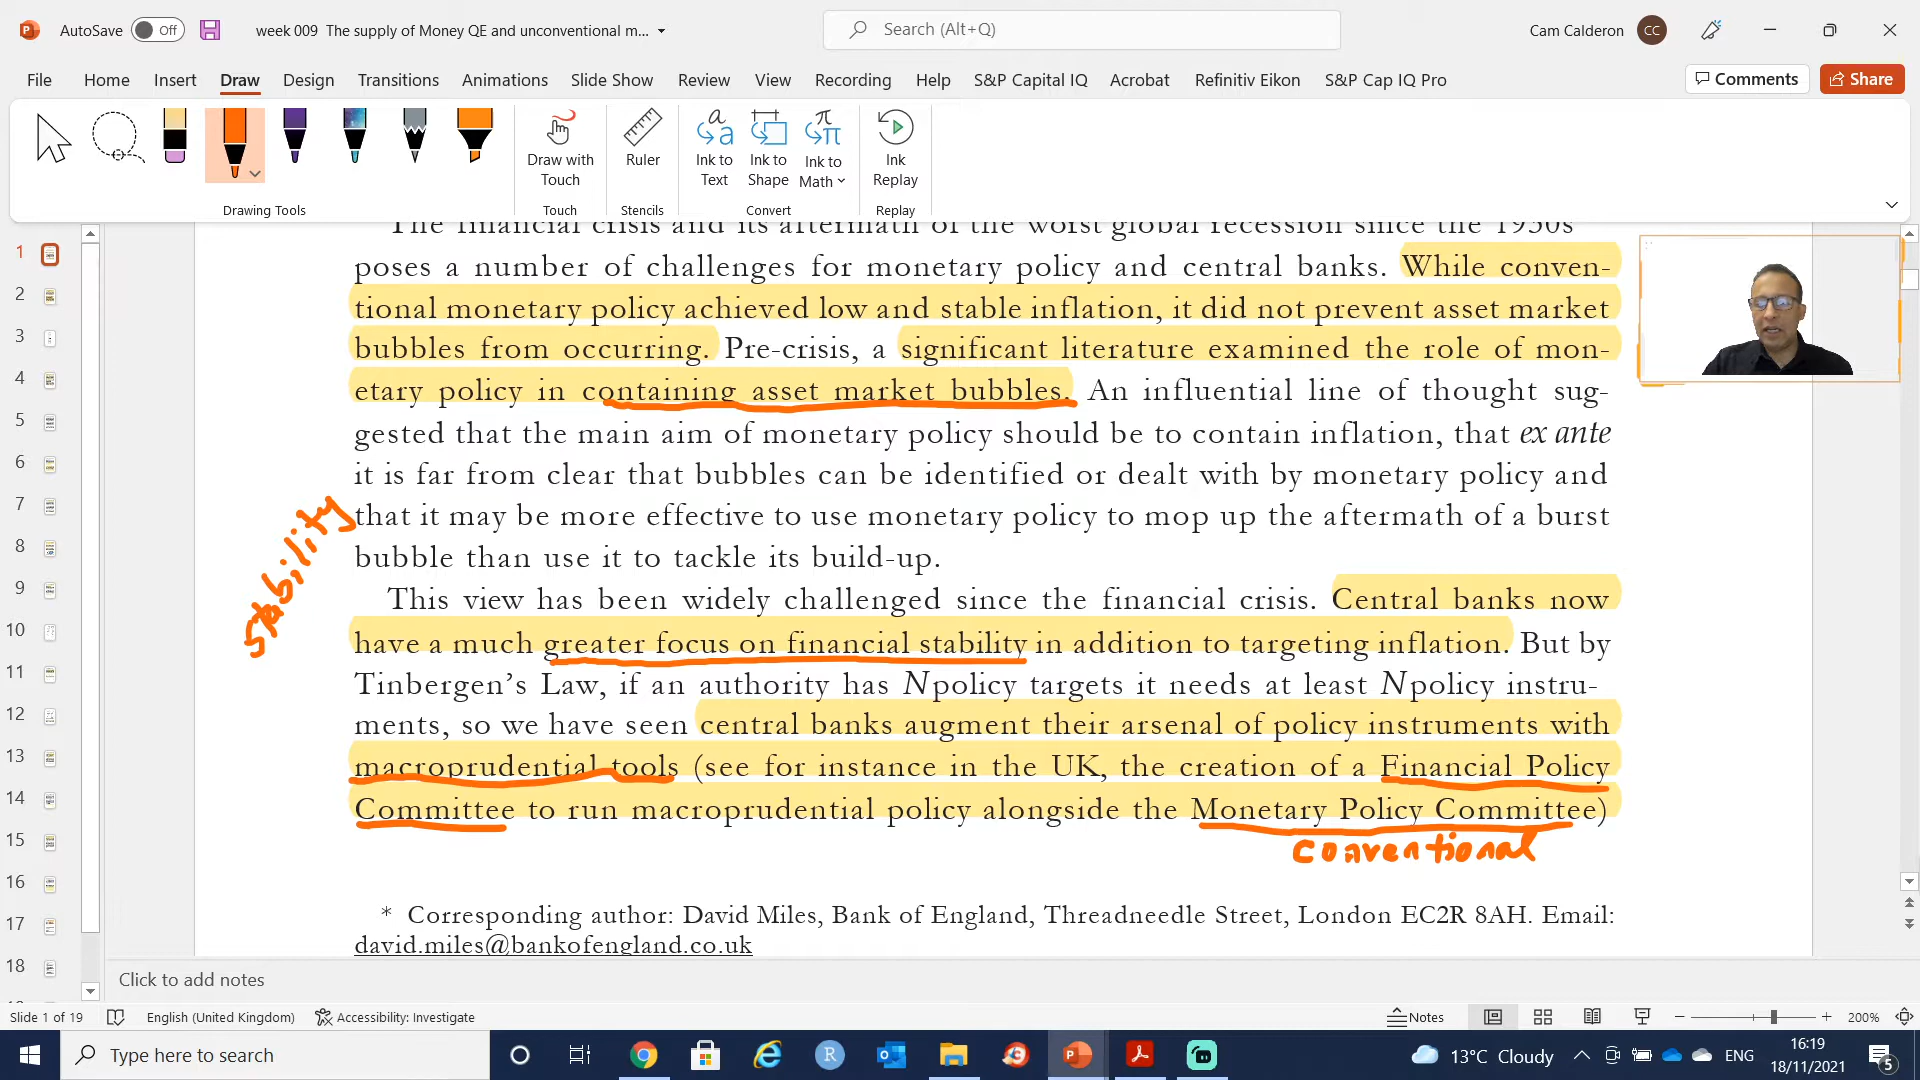 AutoSave Off week 009 The supply of Money QE and unconventional m... Search (Alt+Q) Cam Calderon CC
File Home Insert Draw Design Transitions Animations Slide Show Review View Recording Help S&P Capital IQ Acrobat Refinitiv Eikon S&P Cap IQ Pro Comments Share
Draw with Touch
Ruler
Ink to Text
Ink to Shape
Ink to Math
Ink Replay
Drawing Tools Touch Stencils Convert Replay
The financial crisis and its aftermath of the worst global recession since the 1930s
poses a number of challenges for monetary policy and central banks. While conven-
tional monetary policy achieved low and stable inflation, it did not prevent asset market
bubbles from occurring. Pre-crisis, a significant literature examined the role of mon-
etary policy in containing asset market bubbles. An influential line of thought sug-
gested that the main aim of monetary policy should be to contain inflation, that ex ante
it is far from clear that bubbles can be identified or dealt with by monetary policy and
that it may be more effective to use monetary policy to mop up the aftermath of a burst
bubble than use it to tackle its build-up.
stability
This view has been widely challenged since the financial crisis. Central banks now
have a much greater focus on financial stability in addition to targeting inflation. But by
Tinbergen's Law, if an authority has N policy targets it needs at least N policy instru-
ments, so we have seen central banks augment their arsenal of policy instruments with
macroprudential tools (see for instance in the UK, the creation of a Financial Policy
Committee to run macroprudential policy alongside the Monetary Policy Committee)
conventional
* Corresponding author: David Miles, Bank of England, Threadneedle Street, London EC2R 8AH. Email:
david.miles@bankofengland.co.uk
1
2
3
4
5
6
7
8
9
10
11
12
13
14
15
16
17
18
Click to add notes
Slide 1 of 19 English (United Kingdom) Accessibility: Investigate Notes 200%
Type here to search 13°C Cloudy ENG 16:19
18/11/2021 5